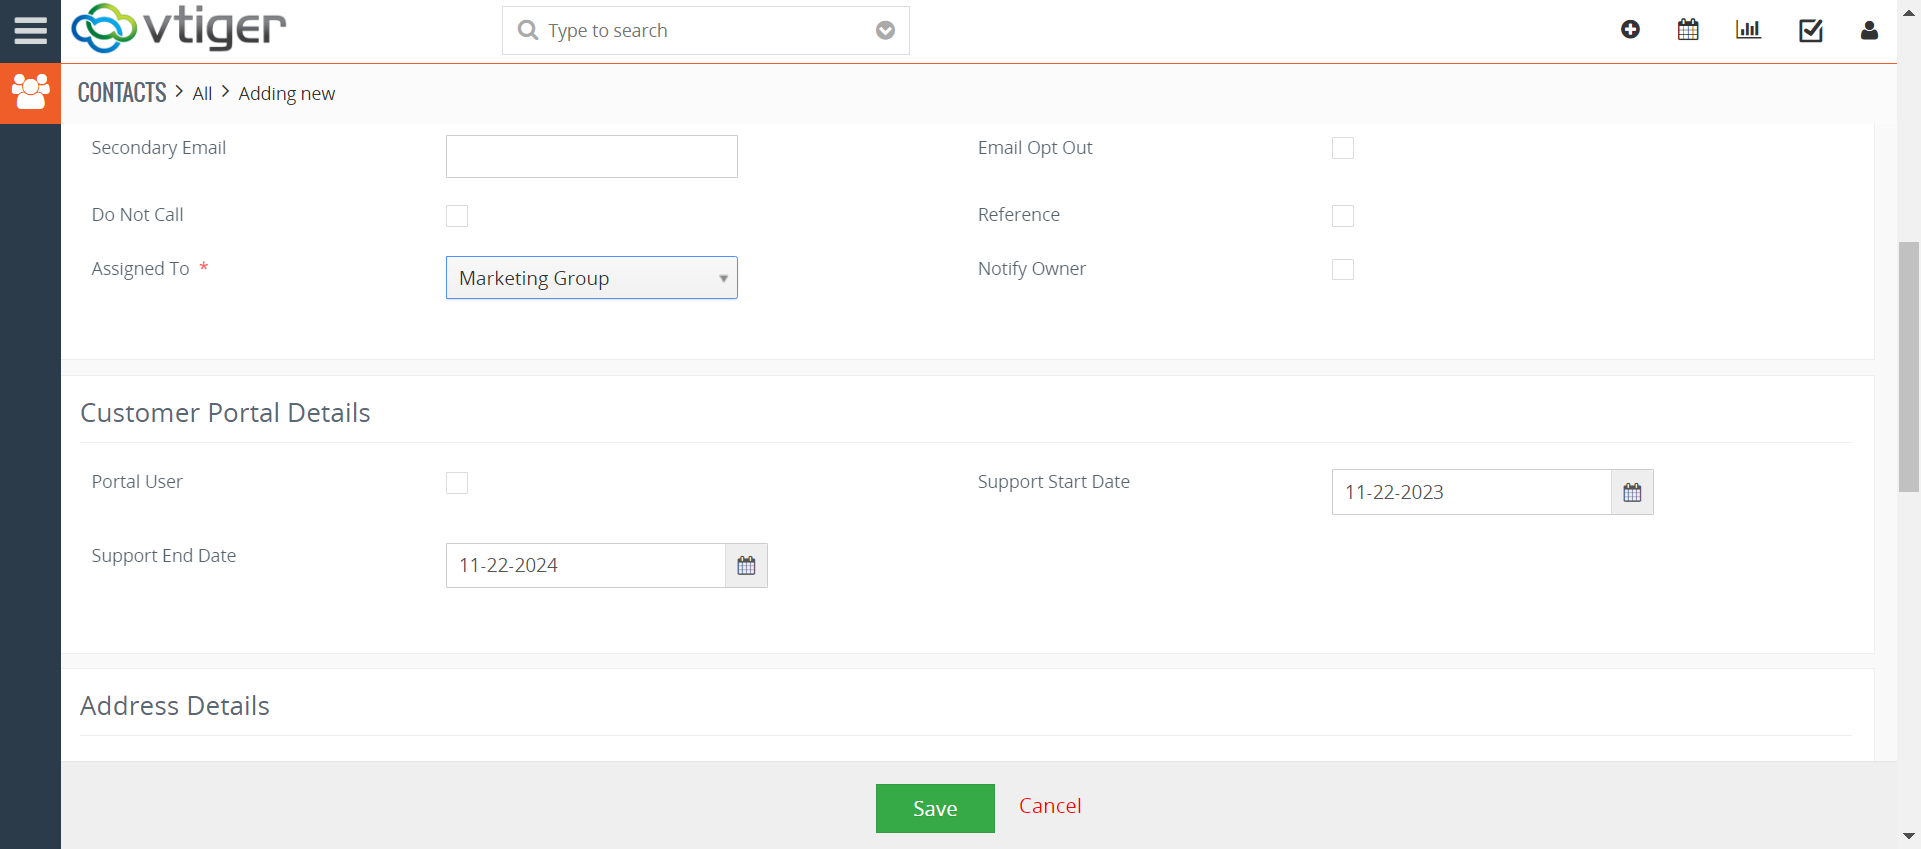 vtiger
Type to search
CONTACTS > All > Adding new
Secondary Email
Email Opt Out
Do Not Call
Reference
Assigned To *
Marketing Group
Notify Owner
Customer Portal Details
Portal User
Support Start Date
11-22-2023
Support End Date
11-22-2024
Address Details
Save
Cancel